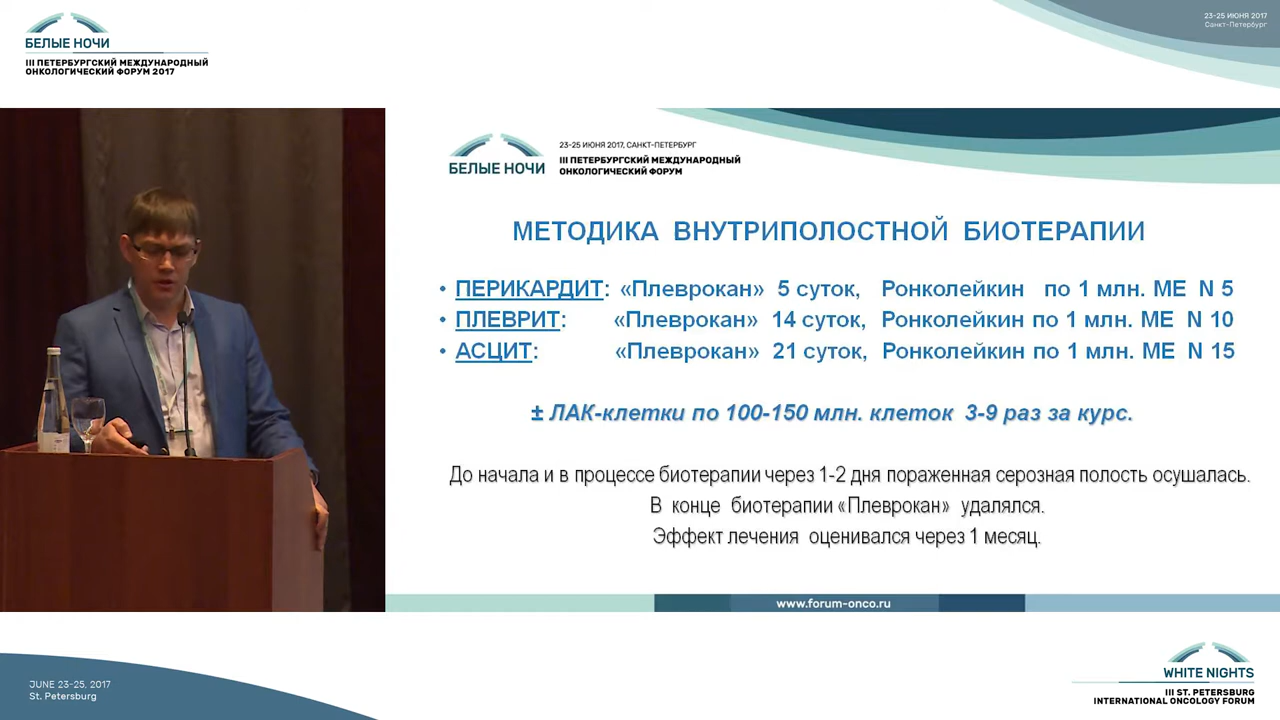 БЕЛЫЕ НОЧИ
III ПЕТЕРБУРГСКИЙ МЕЖДУНАРОДНЫЙ
ОНКОЛОГИЧЕСКИЙ ФОРУМ 2017
23-25 ИЮНЯ 2017
Санкт-Петербург
БЕЛЫЕ НОЧИ
23-25 ИЮНЯ 2017, САНКТ-ПЕТЕРБУРГ
III ПЕТЕРБУРГСКИЙ МЕЖДУНАРОДНЫЙ
ОНКОЛОГИЧЕСКИЙ ФОРУМ
МЕТОДИКА ВНУТРИПОЛОСТНОЙ БИОТЕРАПИИ
• ПЕРИКАРДИТ: «Плеврокан» 5 суток, Ронколейкин по 1 млн. МЕ N 5
• ПЛЕВРИТ: «Плеврокан» 14 суток, Ронколейкин по 1 млн. МЕ N 10
• АСЦИТ: «Плеврокан» 21 суток, Ронколейкин по 1 млн. МЕ N 15
± ЛАК-клетки по 100-150 млн. клеток 3-9 раз за курс.
До начала и в процессе биотерапии через 1-2 дня пораженная серозная полость осушалась.
В конце биотерапии «Плеврокан» удалялся.
Эффект лечения оценивался через 1 месяц.
www.forum-onco.ru
JUNE 23-25, 2017
St. Petersburg
WHITE NIGHTS
III ST. PETERSBURG
INTERNATIONAL ONCOLOGY FORUM